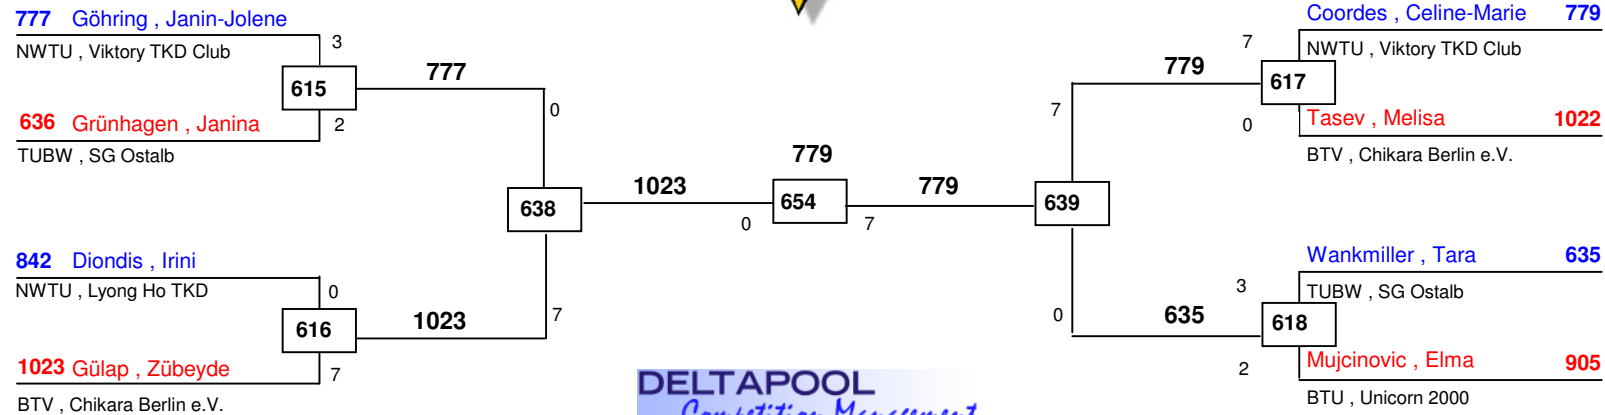 777 Göhring , Janin-Jolene
NWTU , Viktory TKD Club
3
615
777
636 Grünhagen , Janina
2
TUBW , SG Ostalb
0
638
1023
842 Diondis , Irini
NWTU , Lyong Ho TKD
0
616
1023
7
1023 Gülap , Zübeyde
7
BTV , Chikara Berlin e.V.
779
654
0
7
779
639
Coordes , Celine-Marie 779
7
NWTU , Viktory TKD Club
779
617
7
0
Tasev , Melisa 1022
BTV , Chikara Berlin e.V.
Wankmiller , Tara 635
3
TUBW , SG Ostalb
0
635
618
2
Mujcinovic , Elma 905
BTU , Unicorn 2000
DELTAPOOL
Competition Management